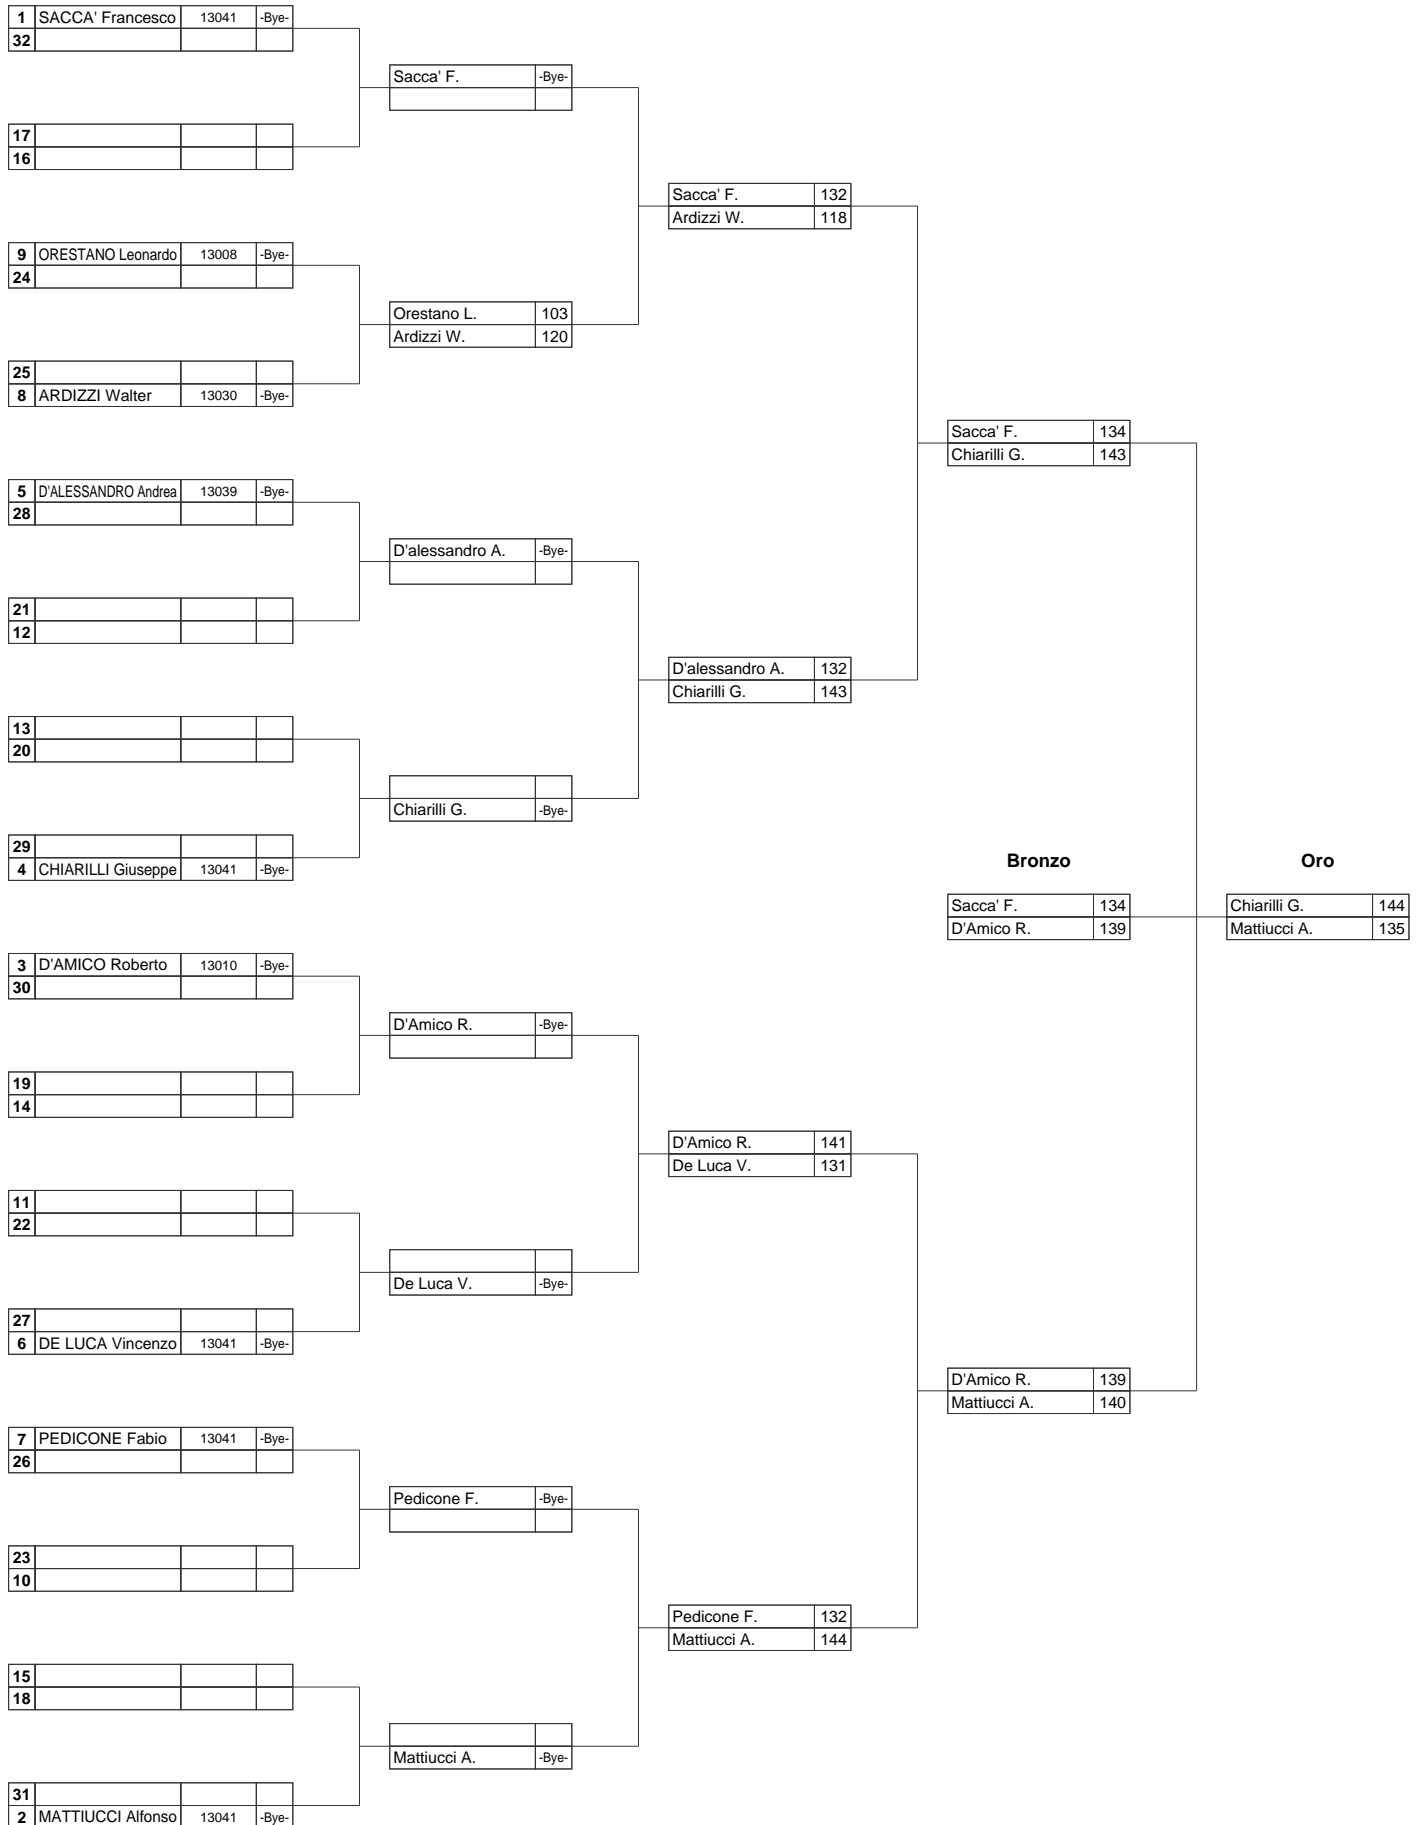 1 SACCA' Francesco 13041 -Bye-
32
Sacca' F. -Bye-
17
16
Sacca' F. 132
Ardizzi W. 118
9 ORESTANO Leonardo 13008 -Bye-
24
Orestano L. 103
Ardizzi W. 120
25
8 ARDIZZI Walter 13030 -Bye-
Sacca' F. 134
Chiarilli G. 143
5 D'ALESSANDRO Andrea 13039 -Bye-
28
D'alessandro A. -Bye-
21
12
D'alessandro A. 132
Chiarilli G. 143
13
20
Chiarilli G. -Bye-
29
4 CHIARILLI Giuseppe 13041 -Bye-
Bronzo Oro
Sacca' F. 134 Chiarilli G. 144
D'Amico R. 139 Mattiucci A. 135
3 D'AMICO Roberto 13010 -Bye-
30
D'Amico R. -Bye-
19
14
D'Amico R. 141
De Luca V. 131
11
22
De Luca V. -Bye-
27
6 DE LUCA Vincenzo 13041 -Bye-
D'Amico R. 139
Mattiucci A. 140
7 PEDICONE Fabio 13041 -Bye-
26
Pedicone F. -Bye-
23
10
Pedicone F. 132
Mattiucci A. 144
15
18
Mattiucci A. -Bye-
31
2 MATTIUCCI Alfonso 13041 -Bye-